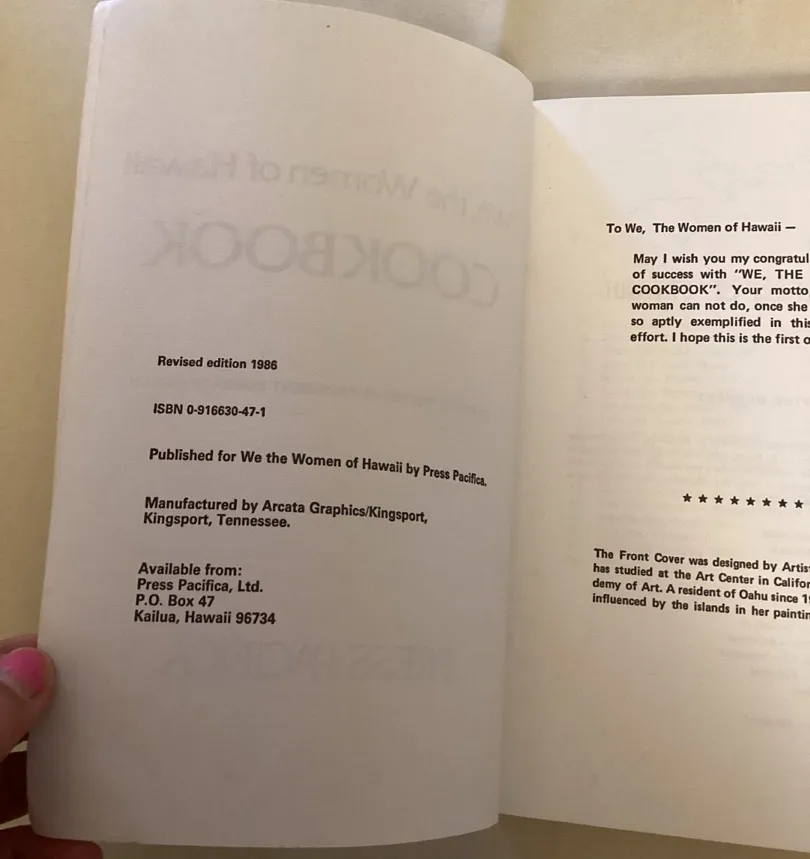 Revised edition 1986
ISBN 0-916630-47-1
Published for We the Women of Hawaii by Press Pacifica.
Manufactured by Arcata Graphics/Kingsport,
Kingsport, Tennessee.
Available from:
Press Pacifica, Ltd.
P.O. Box 47
Kailua, Hawaii 96734
To We, The Women of Hawaii —
May I wish you my congratul
of success with "WE, THE
COOKBOOK". Your motto
woman can not do, once she
so aptly exemplified in this
effort. I hope this is the first o
★ ★ ★ ★ ★ ★ ★ ★
The Front Cover was designed by Artis
has studied at the Art Center in Califor
demy of Art. A resident of Oahu since 19
influenced by the islands in her paintin